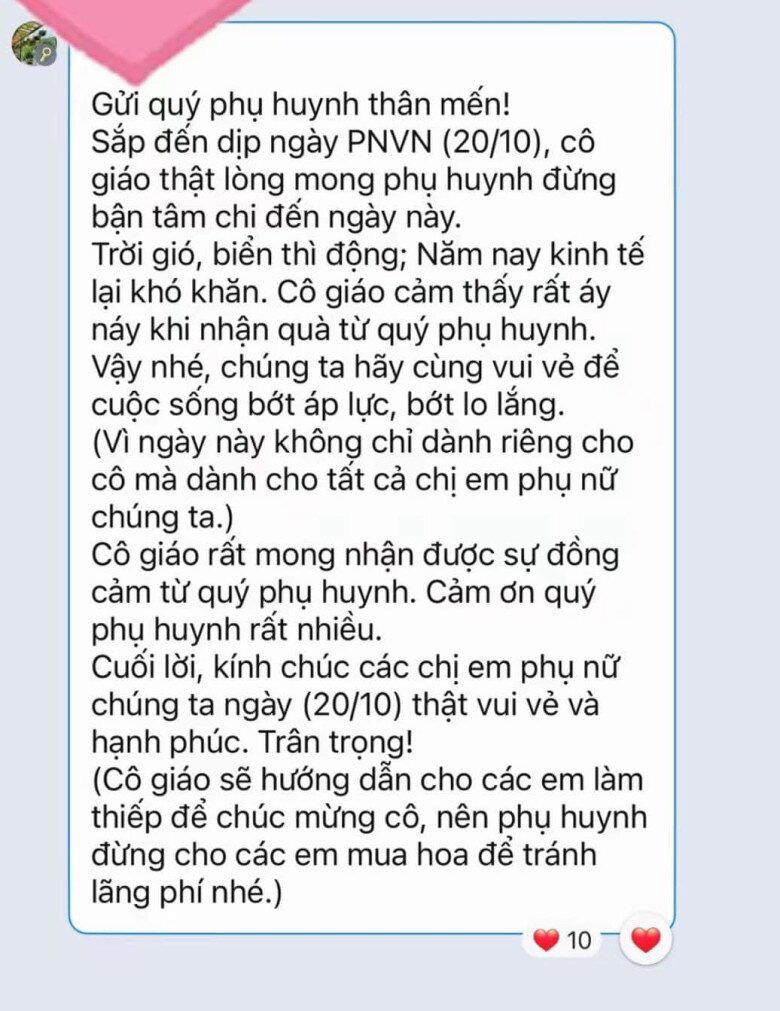 Gửi quý phụ huynh thân mến!
Sắp đến dịp ngày PNVN (20/10), cô
giáo thật lòng mong phụ huynh đừng
bận tâm chi đến ngày này.
Trời gió, biển thì động; Năm nay kinh tế
lại khó khăn. Cô giáo cảm thấy rất áy
náy khi nhận quà từ quý phụ huynh.
Vậy nhé, chúng ta hãy cùng vui vẻ để
cuộc sống bớt áp lực, bớt lo lắng.
(Vì ngày này không chỉ dành riêng cho
cô mà dành cho tất cả chị em phụ nữ
chúng ta.)
Cô giáo rất mong nhận được sự đồng
cảm từ quý phụ huynh. Cảm ơn quý
phụ huynh rất nhiều.
Cuối lời, kính chúc các chị em phụ nữ
chúng ta ngày (20/10) thật vui vẻ và
hạnh phúc. Trân trọng!
(Cô giáo sẽ hướng dẫn cho các em làm
thiếp để chúc mừng cô, nên phụ huynh
đừng cho các em mua hoa để tránh
lãng phí nhé.)
10